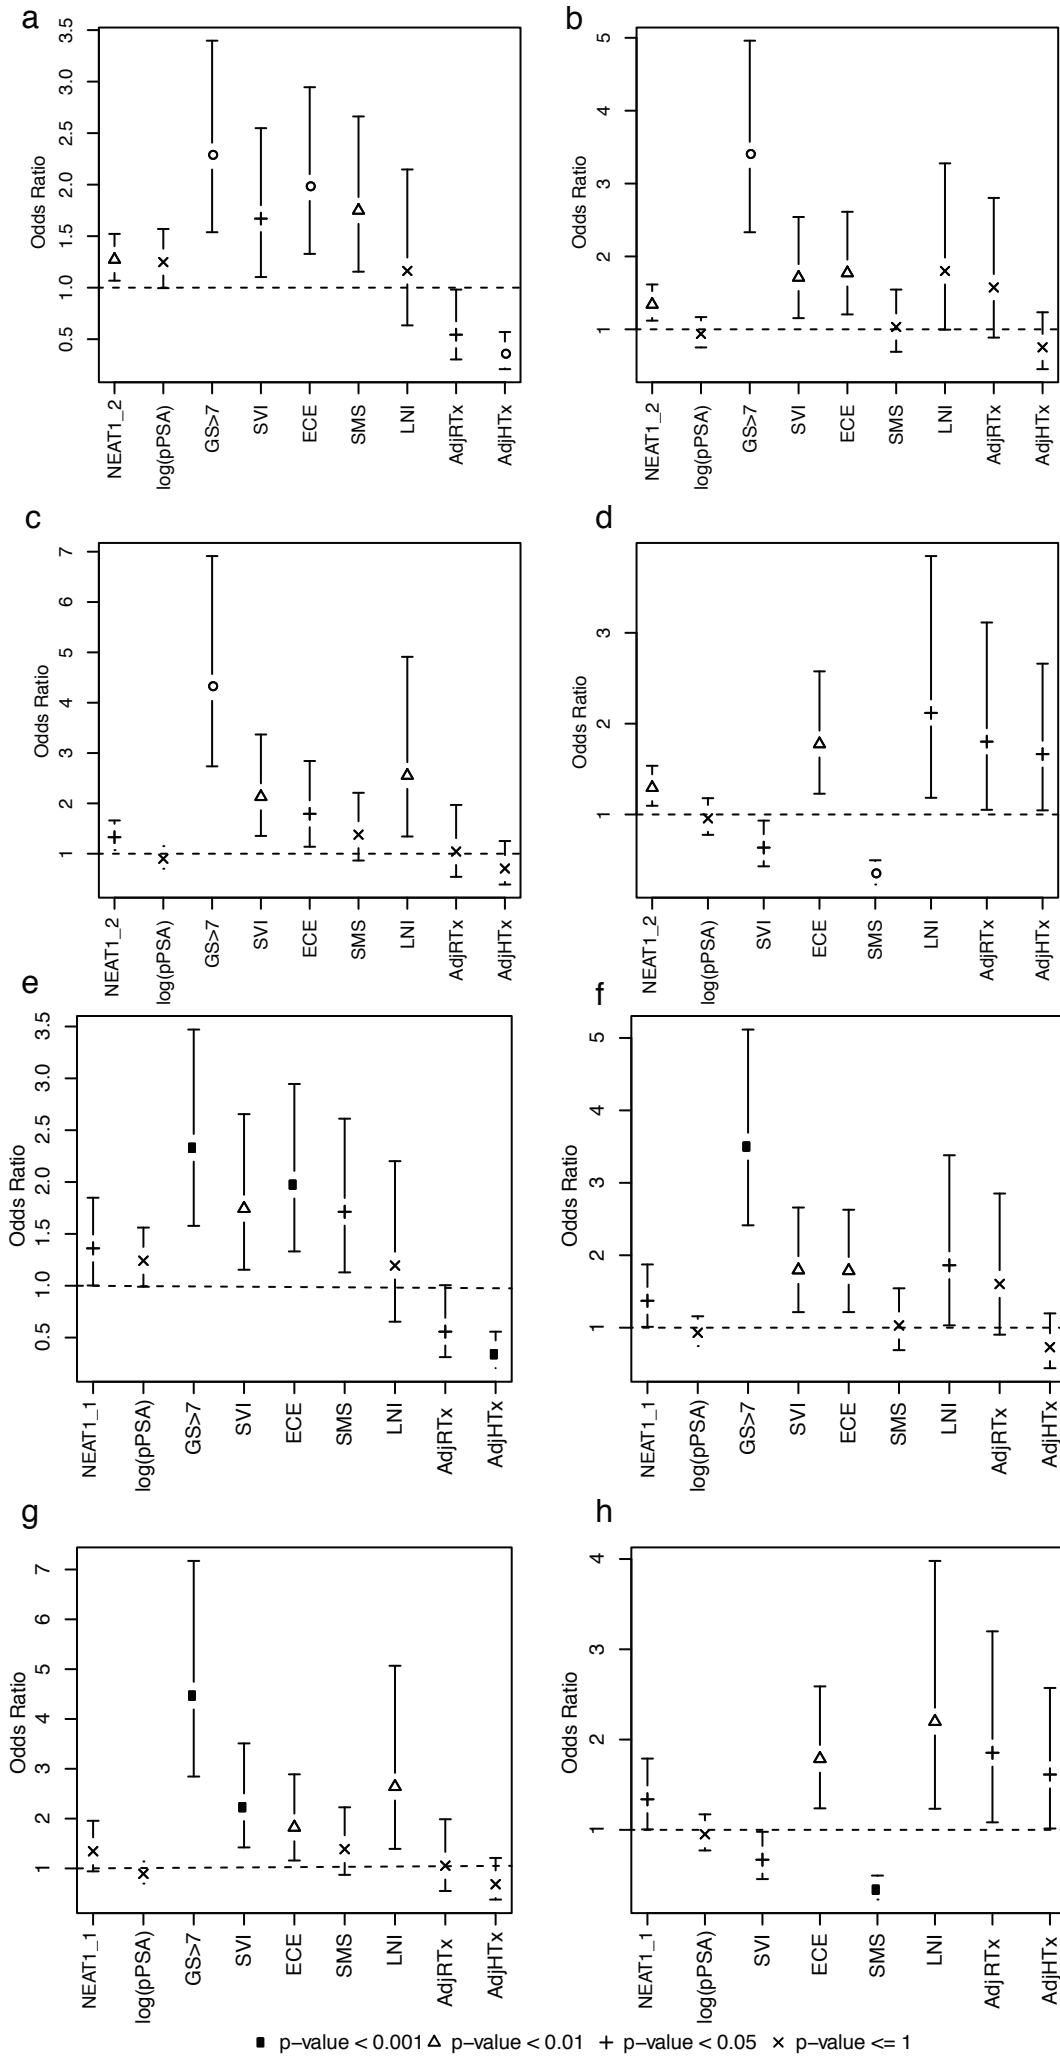 a
Odds Ratio
3.5
3.0
2.5
2.0
1.5
1.0
0.5
NEAT1_2
log(pPSA)
GS>7
SVI
ECE
SMS
LNI
AdjRTx
AdjHTx
b
Odds Ratio
5
4
3
2
1
NEAT1_2
log(pPSA)
GS>7
SVI
ECE
SMS
LNI
AdjRTx
AdjHTx
c
Odds Ratio
7
6
5
4
3
2
1
NEAT1_2
log(pPSA)
GS>7
SVI
ECE
SMS
LNI
AdjRTx
AdjHTx
d
Odds Ratio
3
2
1
NEAT1_2
log(pPSA)
SVI
ECE
SMS
LNI
AdjRTx
AdjHTx
e
Odds Ratio
3.5
3.0
2.5
2.0
1.5
1.0
0.5
NEAT1_1
log(pPSA)
GS>7
SVI
ECE
SMS
LNI
AdjRTx
AdjHTx
f
Odds Ratio
5
4
3
2
1
NEAT1_1
log(pPSA)
GS>7
SVI
ECE
SMS
LNI
AdjRTx
AdjHTx
g
Odds Ratio
7
6
5
4
3
2
1
NEAT1_1
log(pPSA)
GS>7
SVI
ECE
SMS
LNI
AdjRTx
AdjHTx
h
Odds Ratio
4
3
2
1
NEAT1_1
log(pPSA)
SVI
ECE
SMS
LNI
AdjRTx
AdjHTx
p−value < 0.001 p−value < 0.01 p−value < 0.05 p−value <= 1